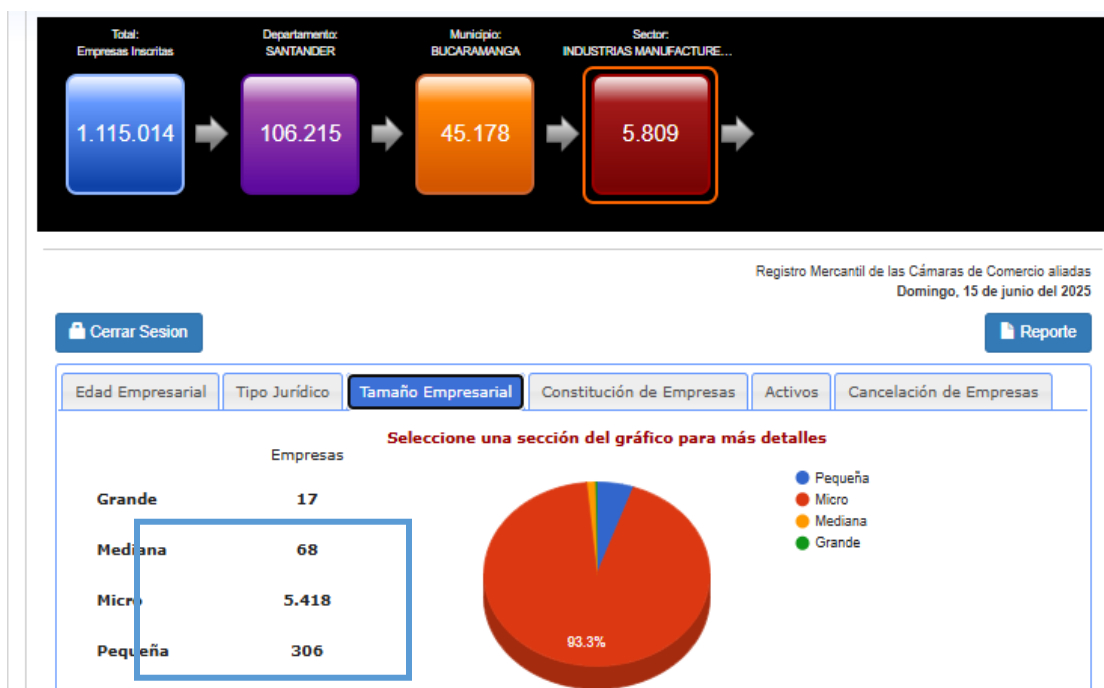 Total:
Empresas Inscritas
Departamento:
SANTANDER
Municipio:
BUCARAMANGA
Sector:
INDUSTRIAS MANUFACTURE...
1.115.014
106.215
45.178
5.809
Registro Mercantil de las Cámaras de Comercio aliadas
Domingo, 15 de junio del 2025
Cerrar Sesion
Reporte
Edad Empresarial
Tipo Jurídico
Tamaño Empresarial
Constitución de Empresas
Activos
Cancelación de Empresas
Seleccione una sección del gráfico para más detalles
Empresas
Grande 17
Mediana 68
Micro 5.418
Pequeña 306
93.3%
Pequeña
Micro
Mediana
Grande